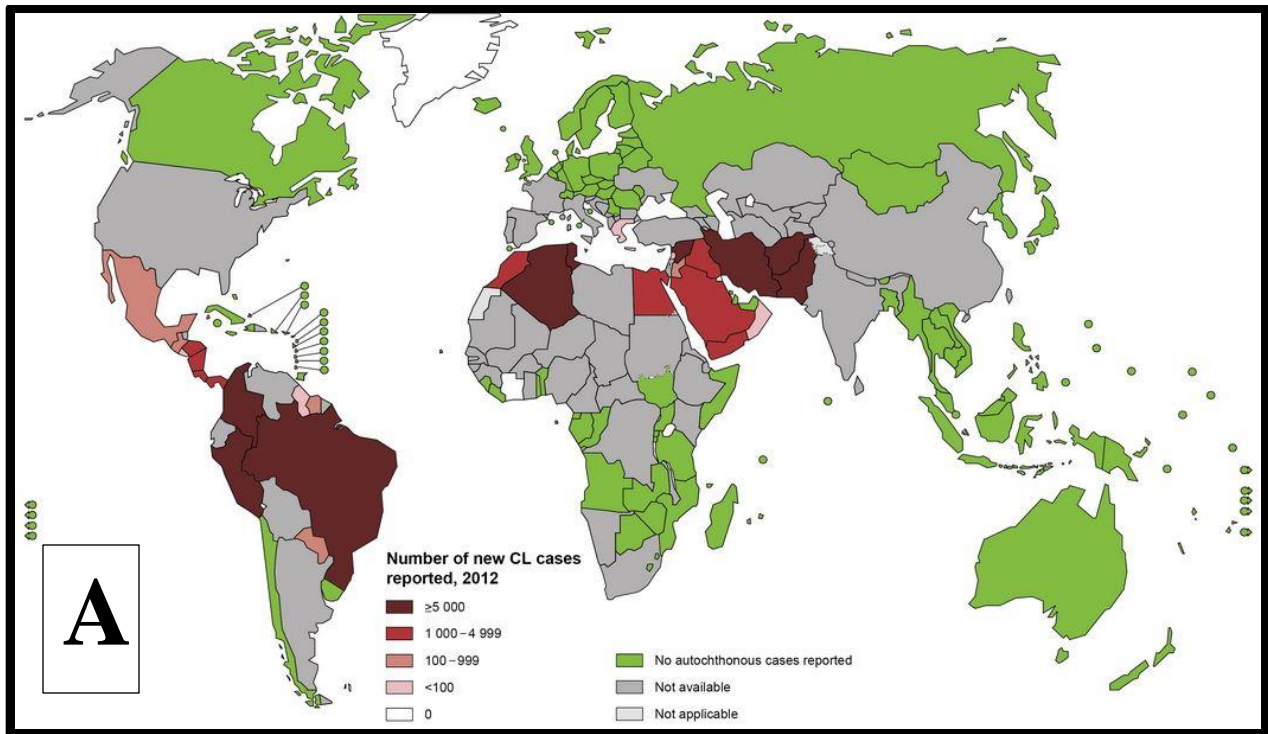 A
Number of new CL cases
reported, 2012
≥5 000
1 000–4 999
100–999
<100
0
No autochthonous cases reported
Not available
Not applicable